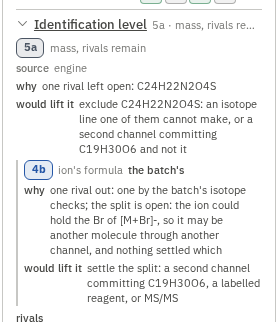 Identification level 5a · mass, rivals re...
5a mass, rivals remain
source engine
why one rival left open: C24H22N2O4S
would lift it exclude C24H22N2O4S: an isotope
line one of them cannot make, or a
second channel committing
C19H30O6 and not it
4b ion's formula the batch's
why one rival out: one by the batch's isotope
checks; the split is open: the ion could
hold the Br of [M+Br]-, so it may be
another molecule through another
channel, and nothing settled which
would lift it settle the split: a second channel
committing C19H30O6, a labelled
reagent, or MS/MS
rivals